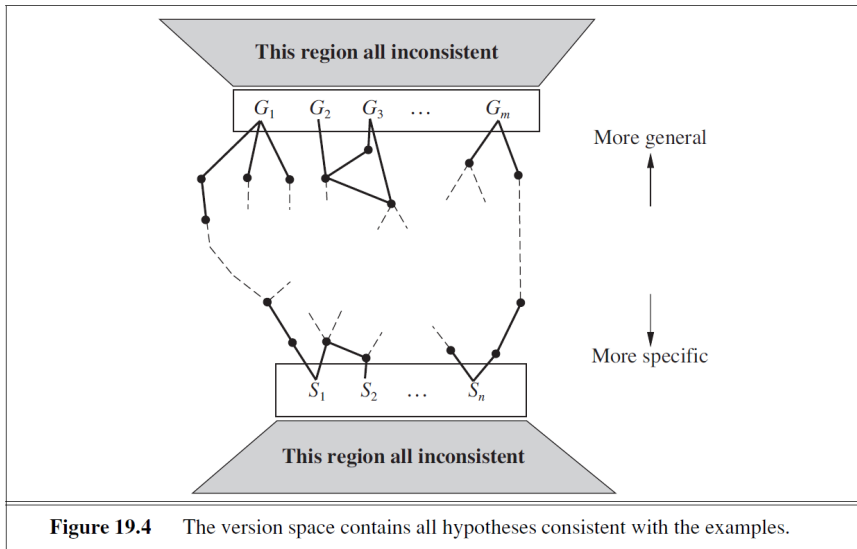 This region all inconsistent
G1 G2 G3 … Gm
More general
More specific
S1 S2 … Sn
This region all inconsistent
Figure 19.4 The version space contains all hypotheses consistent with the examples.